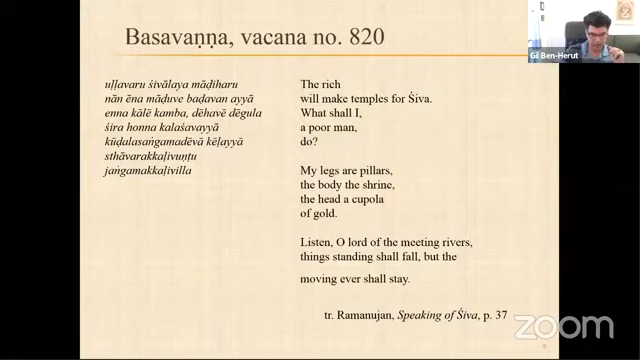 Basavaṇṇa, vacana no. 820
uḷḷavaru śivālaya māḍiharu
nān ēna māḍuve baḍavan ayyā
enna kālē kamba, dēhavē dēgula
śira honna kalaśavayyā
kūḍalasaṅgamadēvā kēḷayyā
sthāvarakkaḷivuṇṭu
jaṅgamakkaḷivilla
The rich
will make temples for Śiva.
What shall I,
a poor man,
do?
My legs are pillars,
the body the shrine,
the head a cupola
of gold.
Listen, O lord of the meeting rivers,
things standing shall fall, but the
moving ever shall stay.
tr. Ramanujan, Speaking of Śiva, p. 37
9
Gil Ben-Herut
zoom